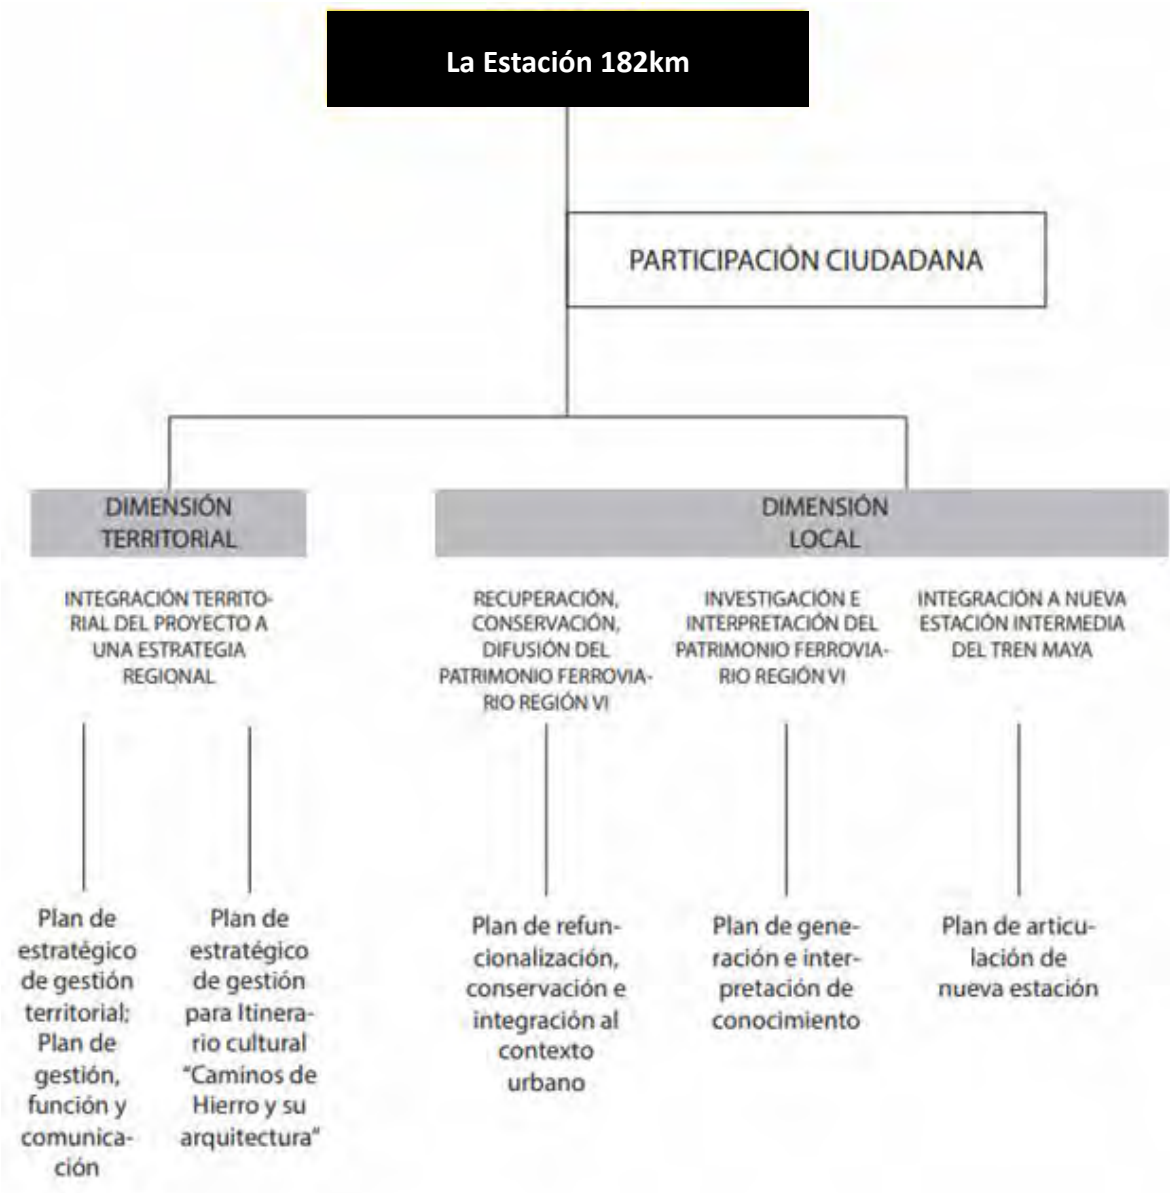 La Estación 182km
PARTICIPACIÓN CIUDADANA
DIMENSIÓN
TERRITORIAL
DIMENSIÓN
LOCAL
INTEGRACIÓN TERRITO-
RIAL DEL PROYECTO A
UNA ESTRATEGIA
REGIONAL
RECUPERACIÓN,
CONSERVACIÓN,
DIFUSIÓN DEL
PATRIMONIO FERROVIA-
RIO REGIÓN VI
INVESTIGACIÓN E
INTERPRETACIÓN DEL
PATRIMONIO FERROVIA-
RIO REGIÓN VI
INTEGRACIÓN A NUEVA
ESTACIÓN INTERMEDIA
DEL TREN MAYA
Plan de
estratégico
de gestión
territorial;
Plan de
gestión,
función y
comunica-
ción
Plan de
estratégico
de gestión
para Itinera-
rio cultural
"Caminos de
Hierro y su
arquitectura"
Plan de refun-
cionalización,
conservación e
integración al
contexto
urbano
Plan de gene-
ración e inter-
pretación de
conocimiento
Plan de articu-
lación de
nueva estación